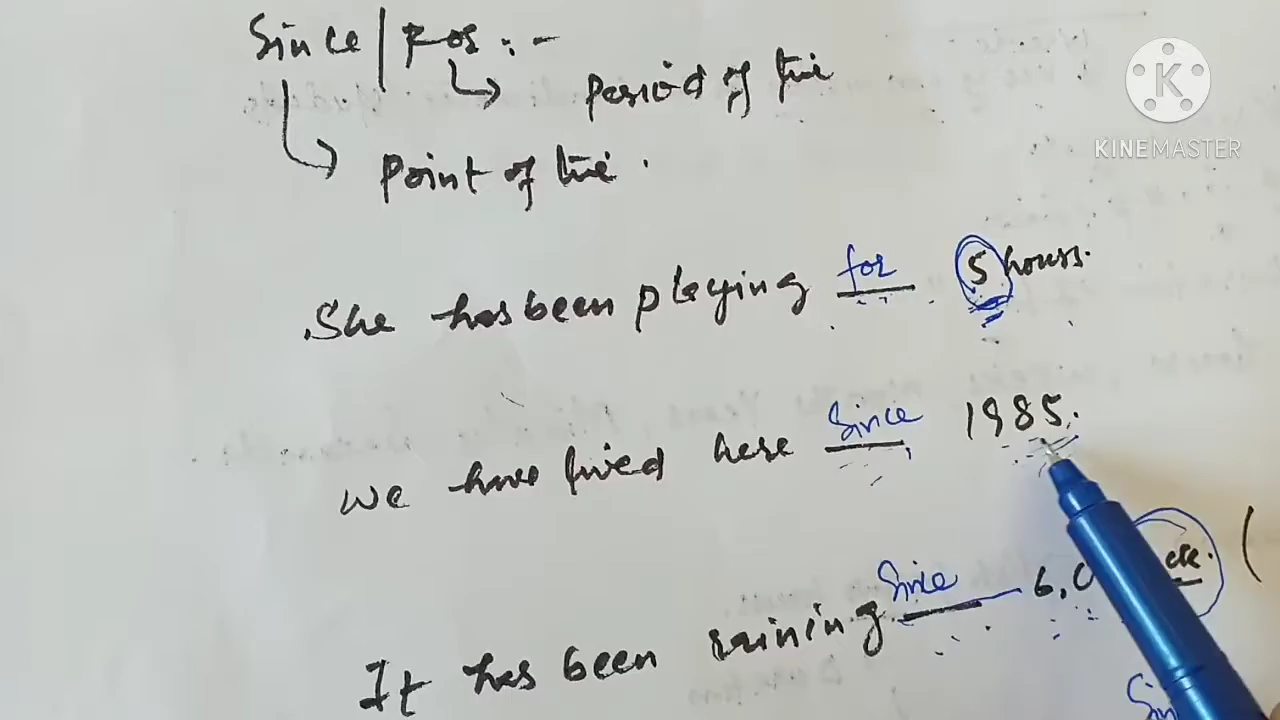 Since / For :-
Period of time
Point of time.
KINEMASTER
She has been playing for 5 hours.
We have lived here Since 1985.
It has been raining Since 6,0